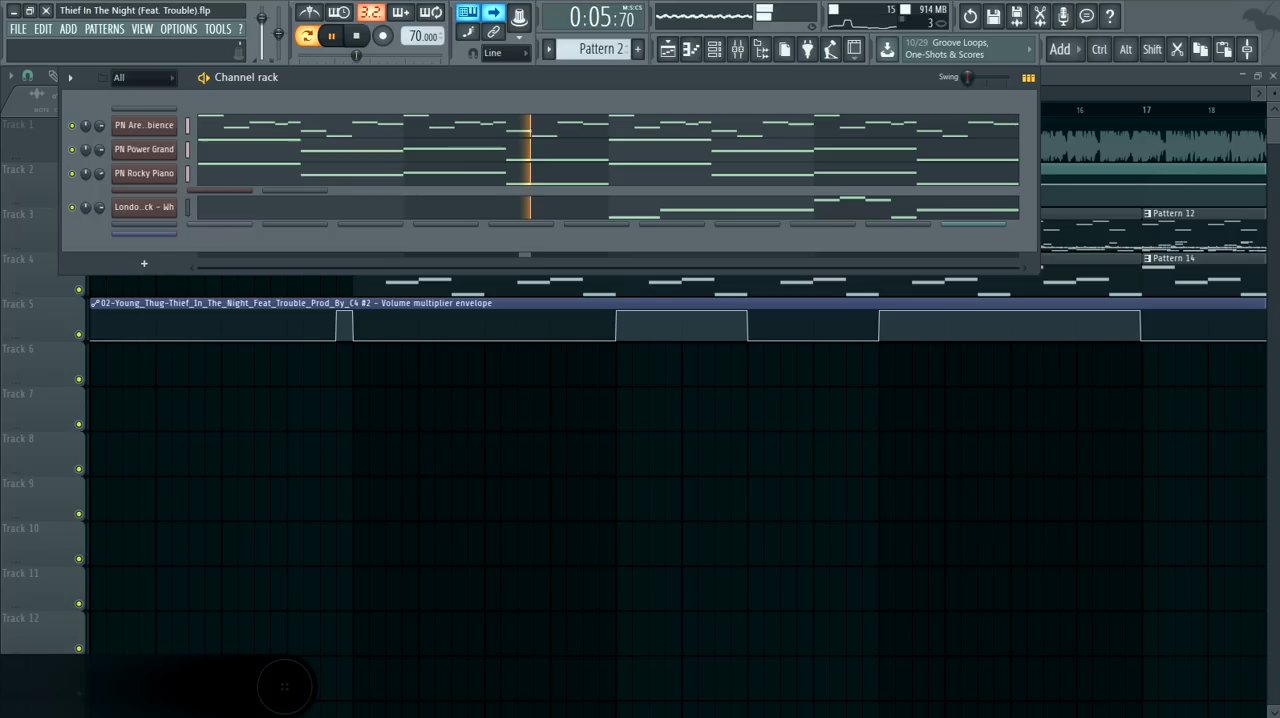 Thief In The Night (Feat. Trouble).flp
FILE EDIT ADD PATTERNS VIEW OPTIONS TOOLS ?
3.2.
70.000
0:05:70
M:S:CS
Line
Pattern 2
15
914 MB
3
10/29 Groove Loops,
One-Shots & Scores
Add
Ctrl
Alt
Shift
All
Channel rack
Swing
PN Are..bience
PN Power Grand
PN Rocky Piano
Londo..ck - Wh
16
17
18
Pattern 12
Pattern 14
Track 1
Track 2
Track 3
Track 4
Track 5
02-Young_Thug-Thief_In_The_Night_Feat_Trouble_Prod_By_C4 #2 - Volume multiplier envelope
Track 6
Track 7
Track 8
Track 9
Track 10
Track 11
Track 12